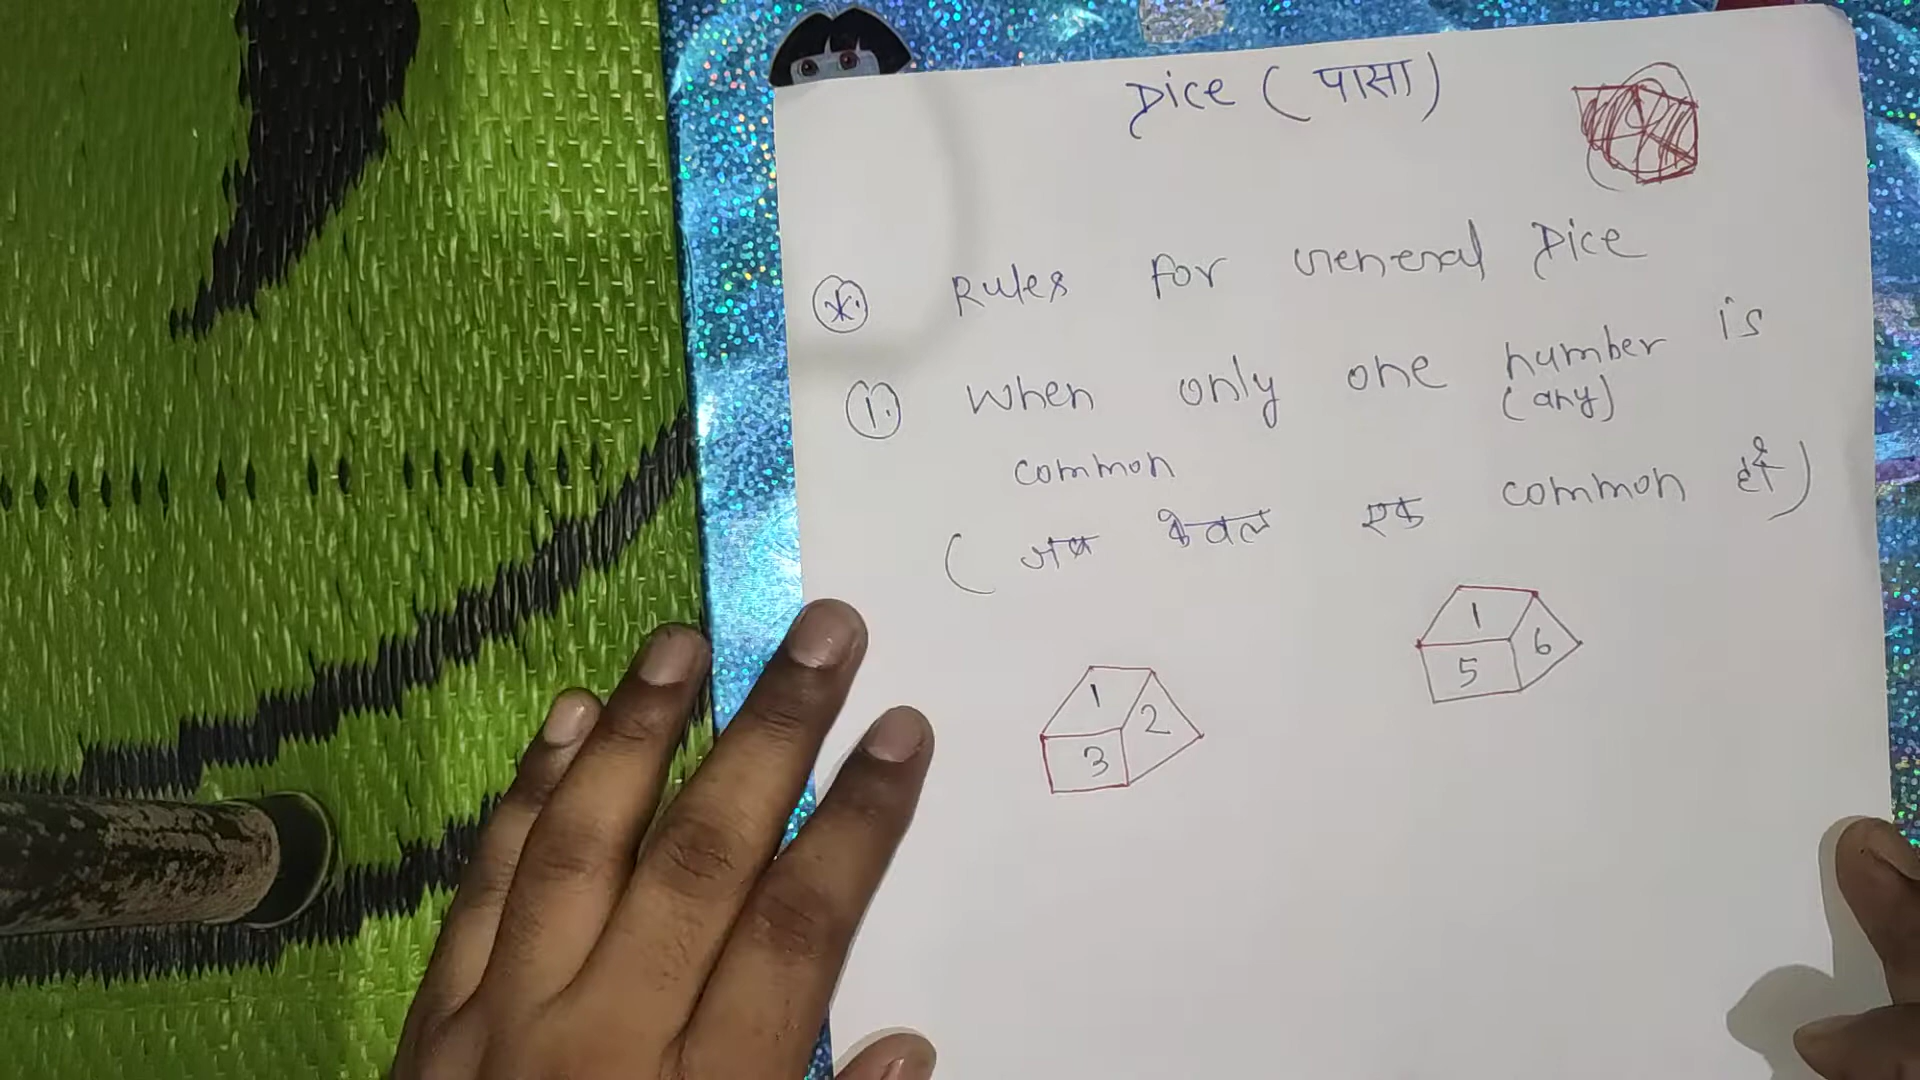 Dice ( पासा )
* Rules for General Dice
1. When only one number is
(any)
common
( जब केवल एक common हो )
1
5
6
1
3
2